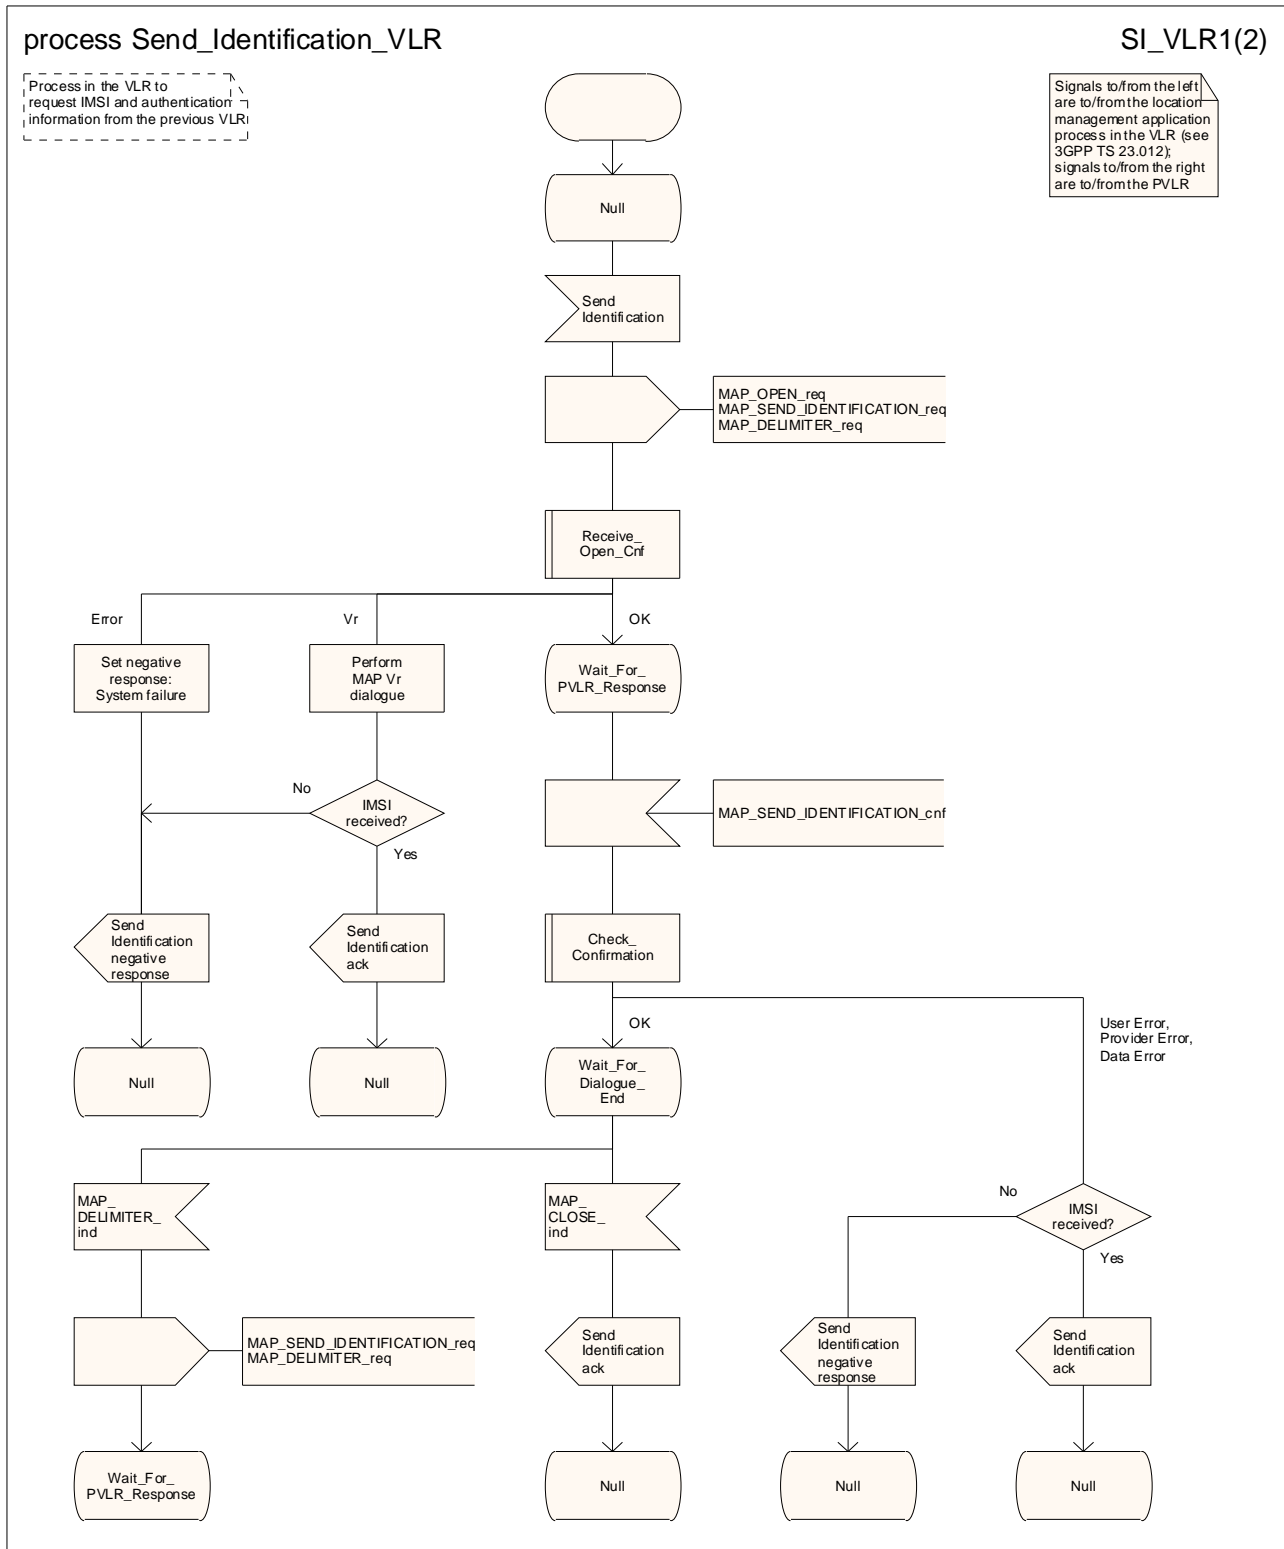 process Send_Identification_VLR
SI_VLR1(2)
Process in the VLR to
request IMSI and authentication
information from the previous VLR
Signals to/from the left
are to/from the location
management application
process in the VLR (see
3GPP TS 23.012);
signals to/from the right
are to/from the PVLR
Null
Send
Identification
MAP_OPEN_req
MAP_SEND_IDENTIFICATION_req
MAP_DELIMITER_req
Receive_
Open_Cnf
Error
Vr
OK
Set negative
response:
System failure
Perform
MAP Vr
dialogue
Wait_For_
PVLR_Response
No
IMSI
received?
Yes
MAP_SEND_IDENTIFICATION_cnf
Send
Identification
negative
response
Send
Identification
ack
Check_
Confirmation
OK
User Error,
Provider Error,
Data Error
Null
Null
Wait_For_
Dialogue_
End
MAP_
DELIMITER_
ind
MAP_
CLOSE_
ind
No
IMSI
received?
Yes
MAP_SEND_IDENTIFICATION_req
MAP_DELIMITER_req
Send
Identification
ack
Send
Identification
negative
response
Send
Identification
ack
Wait_For_
PVLR_Response
Null
Null
Null